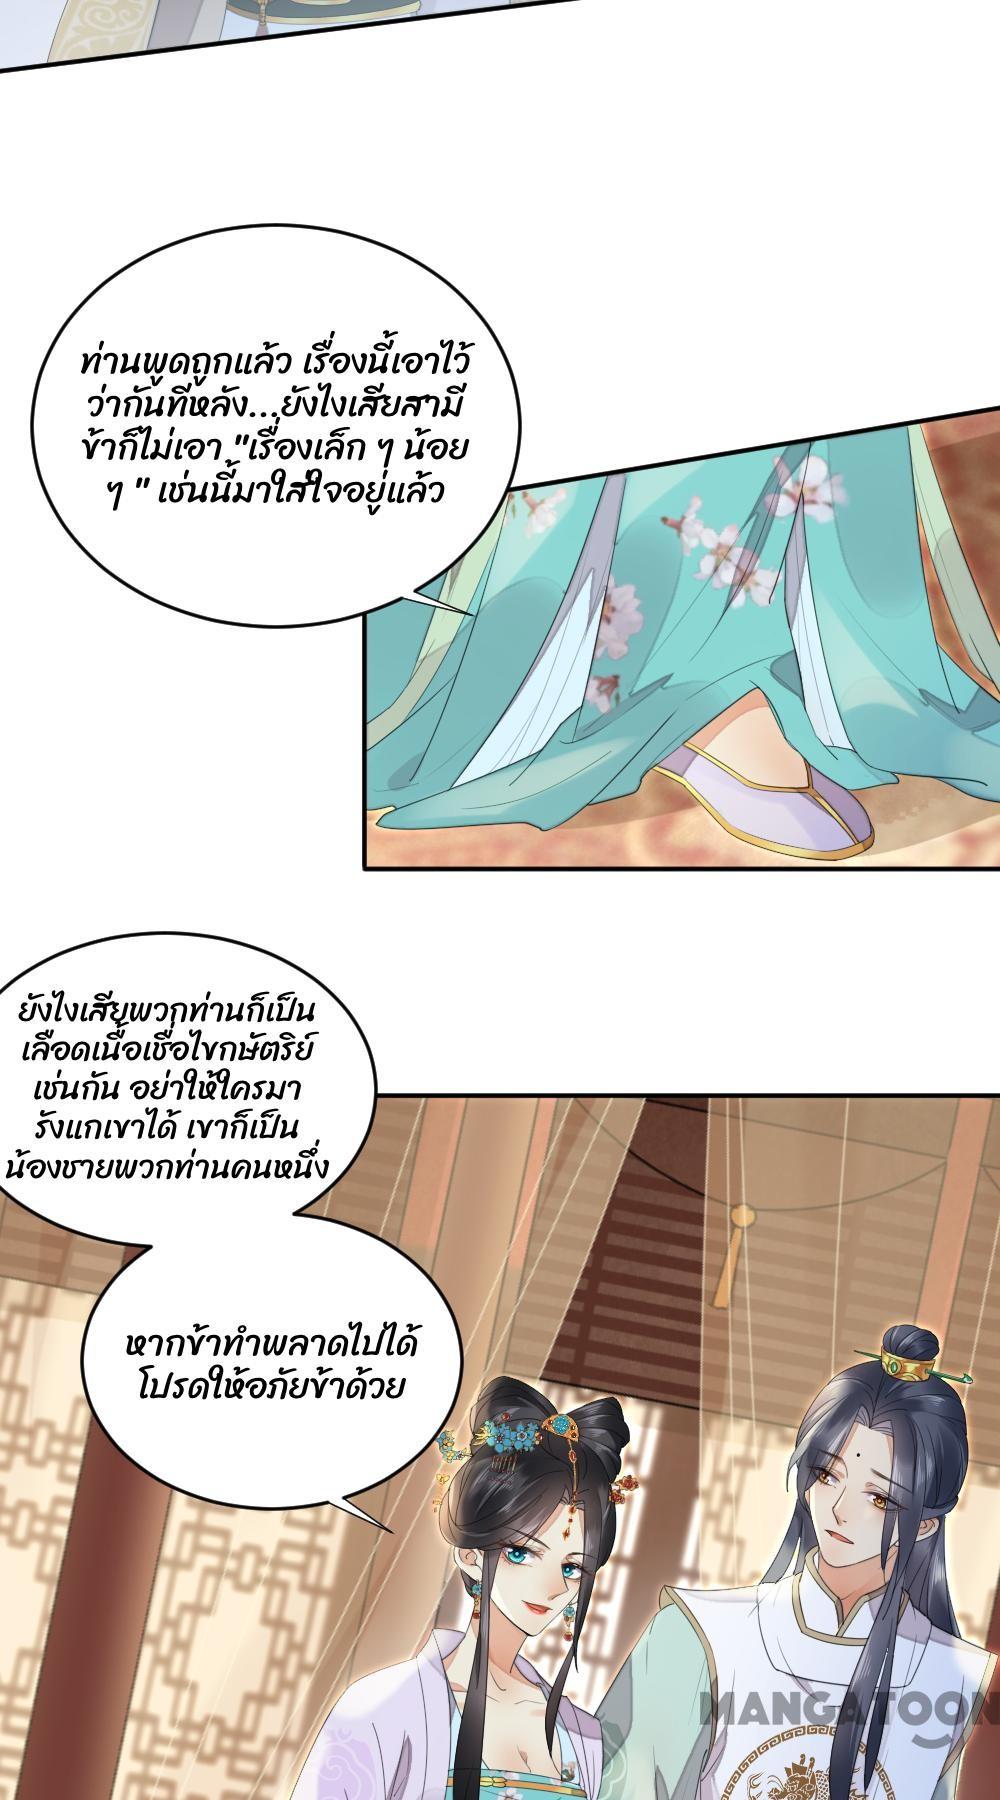 ท่านพูดถูกแล้ว เรื่องนี้เอาไว้
ว่ากันทีหลัง...ยังไงเสียสามี
ข้าก็ไม่เอา "เรื่องเล็ก ๆ น้อย
ๆ " เช่นนี้มาใส่ใจอยู่แล้ว
ยังไงเสียพวกท่านก็เป็น
เลือดเนื้อเชื่อไขกษัตริย์
เช่นกัน อย่าให้ใครมา
รังแกเขาได้ เขาก็เป็น
น้องชายพวกท่านคนหนึ่ง
หากข้าทำพลาดไปได้
โปรดให้อภัยข้าด้วย
MANGATOON